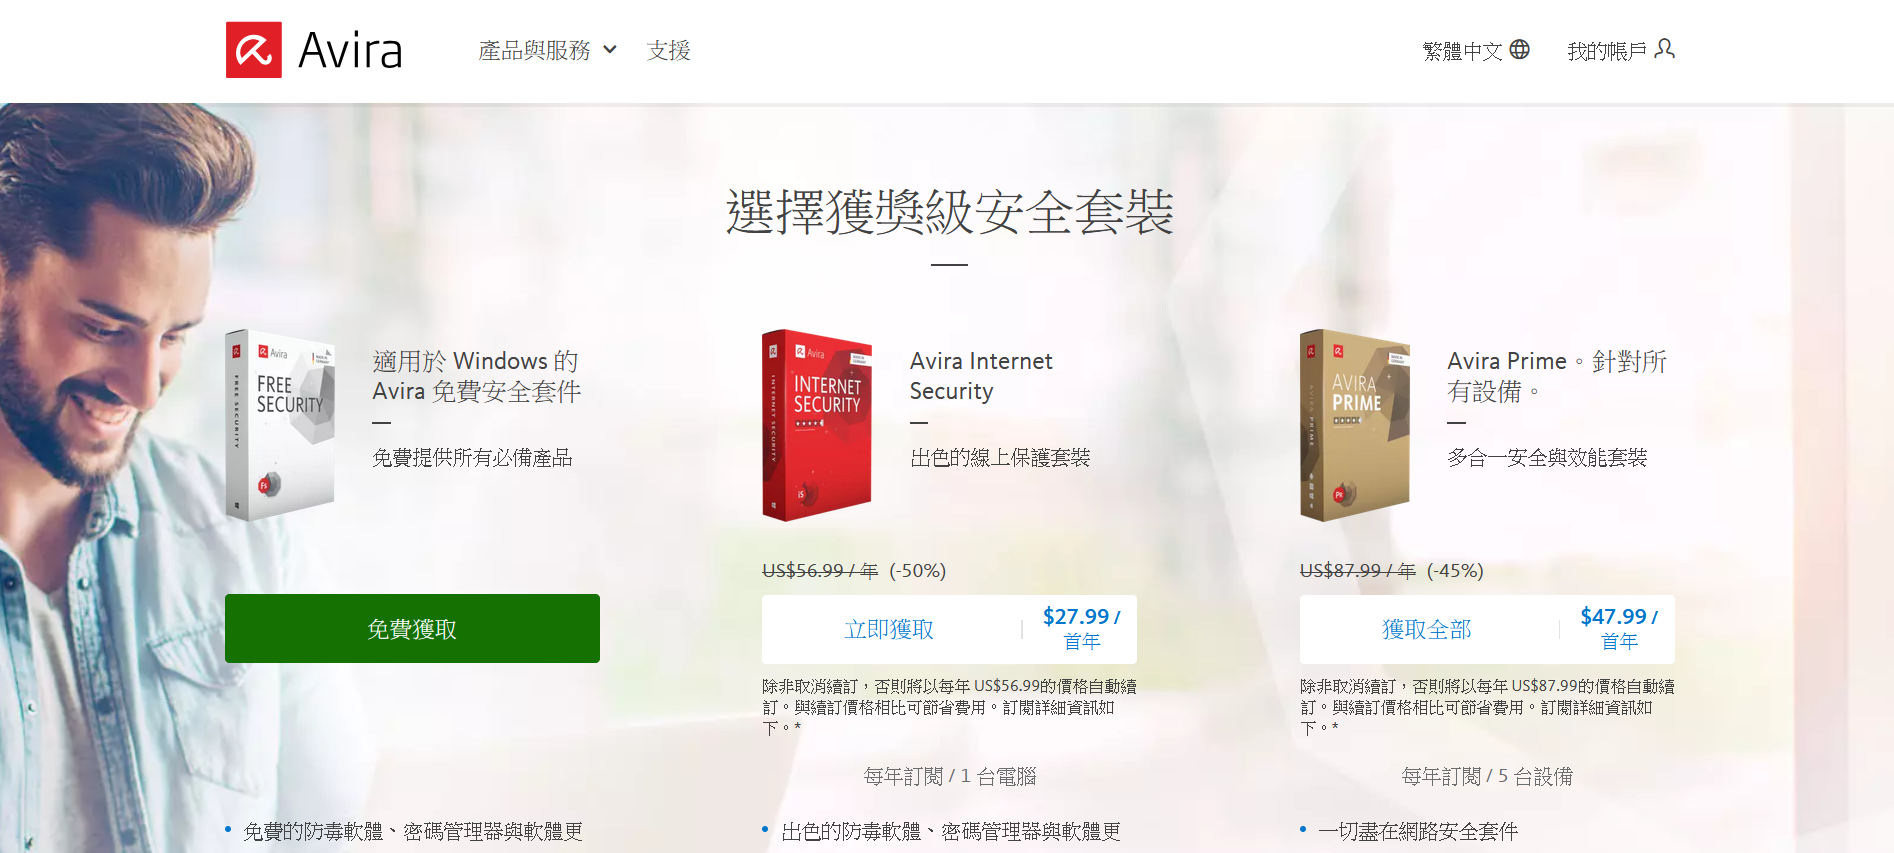 Avira
產品與服務
支援
繁體中文
我的帳戶
選擇獲獎級安全套裝
Avira
FREE
SECURITY
FREE SECURITY
適用於 Windows 的
Avira 免費安全套件
免費提供所有必備產品
免費獲取
免費的防毒軟體、密碼管理器與軟體更
Avira
INTERNET
SECURITY
INTERNET SECURITY
Avira Internet
Security
出色的線上保護套裝
US$56.99 / 年 (-50%)
立即獲取
$27.99 /
首年
除非取消續訂，否則將以每年 US$56.99的價格自動續
訂。與續訂價格相比可節省費用。訂閱詳細資訊如
下。*
每年訂閱 / 1 台電腦
出色的防毒軟體、密碼管理器與軟體更
AVIRA
PRIME
AVIRA PRIME
Avira Prime。針對所
有設備。
多合一安全與效能套裝
US$87.99 / 年 (-45%)
獲取全部
$47.99 /
首年
除非取消續訂，否則將以每年 US$87.99的價格自動續
訂。與續訂價格相比可節省費用。訂閱詳細資訊如
下。*
每年訂閱 / 5 台設備
一切盡在網路安全套件